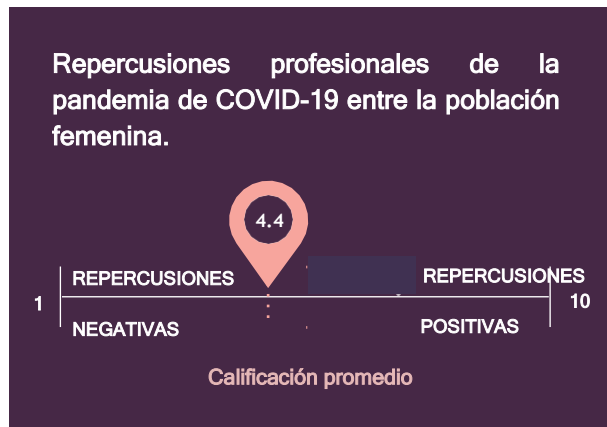 Repercusiones profesionales de la
pandemia de COVID-19 entre la población
femenina.
4.4
REPERCUSIONES REPERCUSIONES
1 10
NEGATIVAS POSITIVAS
Calificación promedio